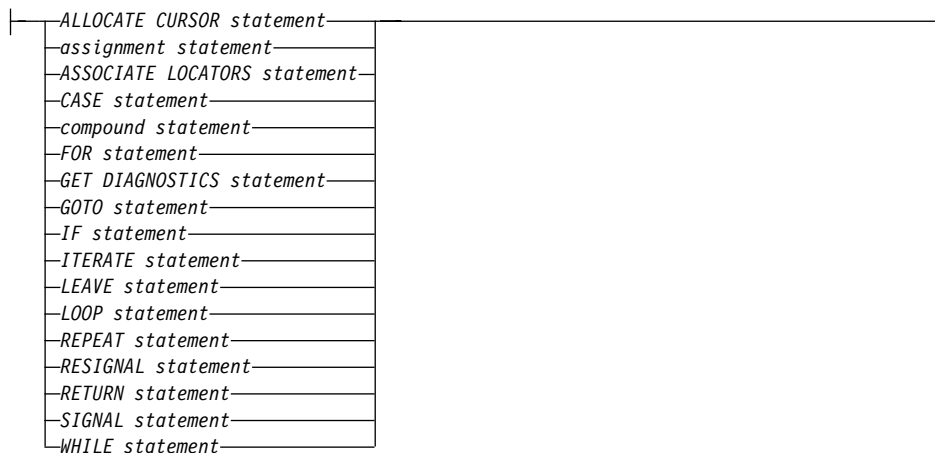 ALLOCATE CURSOR statement
assignment statement
ASSOCIATE LOCATORS statement
CASE statement
compound statement
FOR statement
GET DIAGNOSTICS statement
GOTO statement
IF statement
ITERATE statement
LEAVE statement
LOOP statement
REPEAT statement
RESIGNAL statement
RETURN statement
SIGNAL statement
WHILE statement